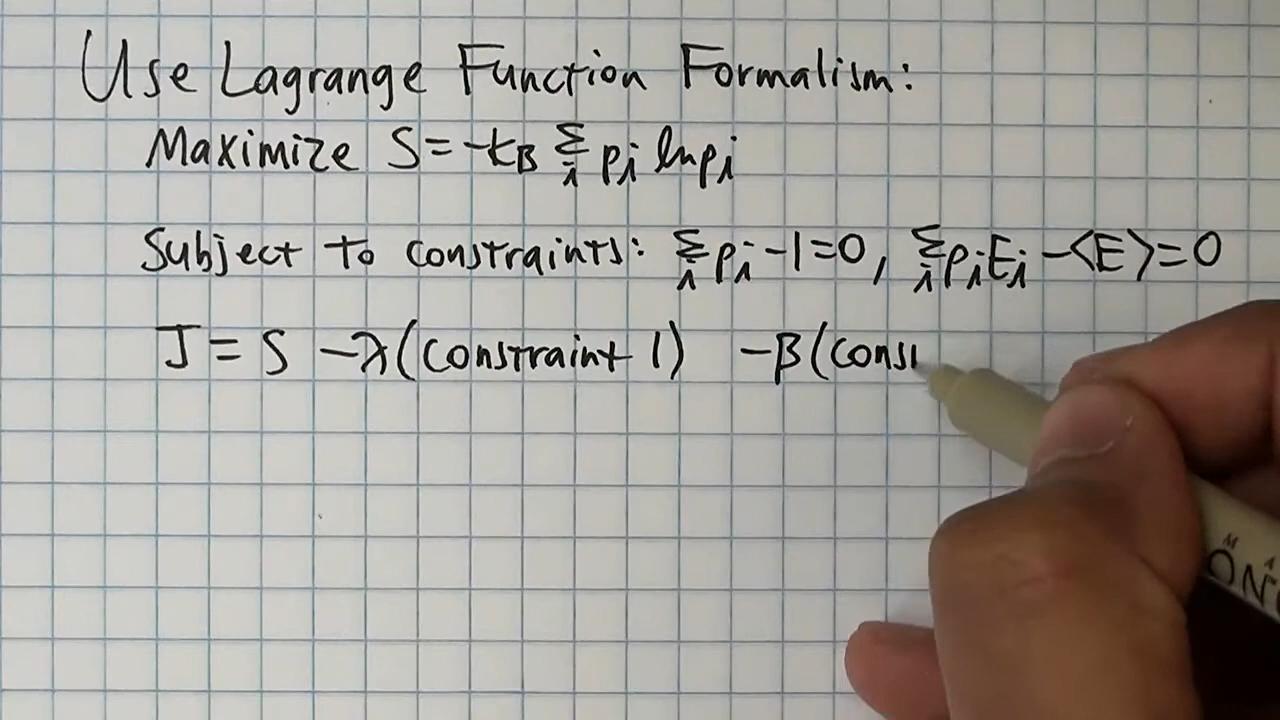 Use Lagrange Function Formalism:
Maximize S = -k_B Σ_i p_i ln p_i
Subject to constraints: Σ_i p_i - 1 = 0, Σ_i p_i E_i - <E> = 0
J = S - λ(constraint 1) - β(cons